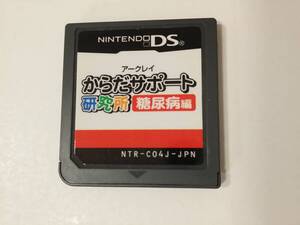 NINTENDO DS
アークレイ
からだサポート
研究所 糖尿病編
NTR-C04J-JPN